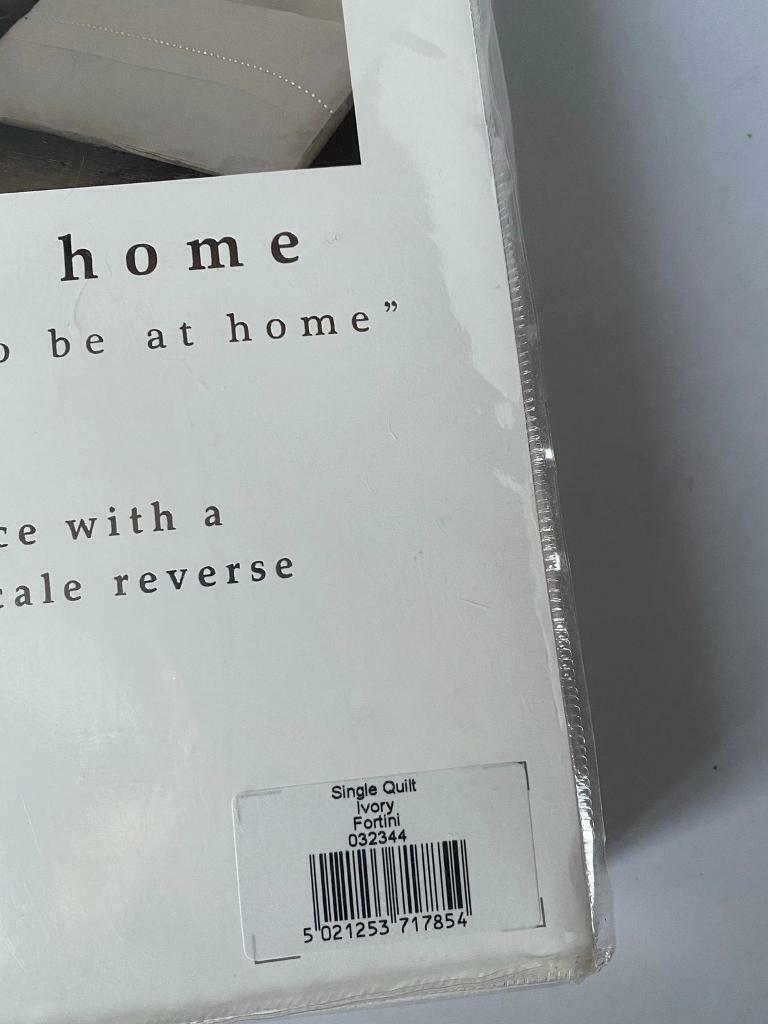 home
be at home”
with a
reverse
Single Quilt
Ivory
Fortini
032344
5 021253 717854